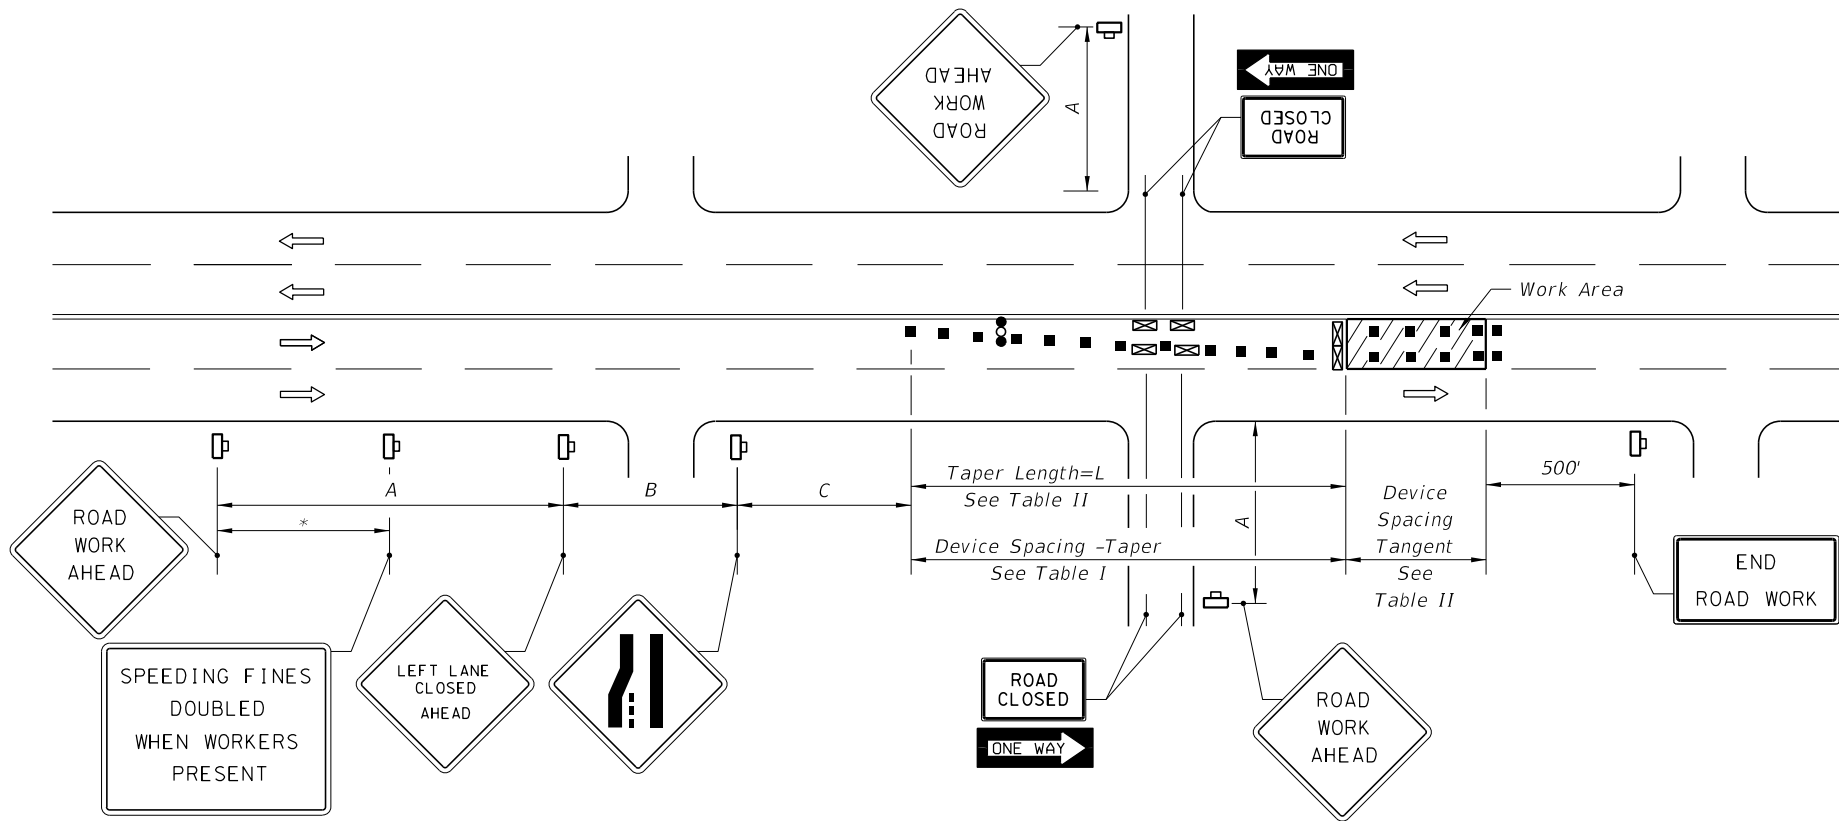 ROAD
WORK
AHEAD
A
ONE WAY
ROAD
CLOSED
Work Area
A
B
C
*
Taper Length=L
See Table II
Device Spacing -Taper
See Table I
A
Device
Spacing
Tangent
See
Table II
500'
ROAD
WORK
AHEAD
SPEEDING FINES
DOUBLED
WHEN WORKERS
PRESENT
LEFT LANE
CLOSED
AHEAD
ROAD
CLOSED
ONE WAY
ROAD
WORK
AHEAD
END
ROAD WORK